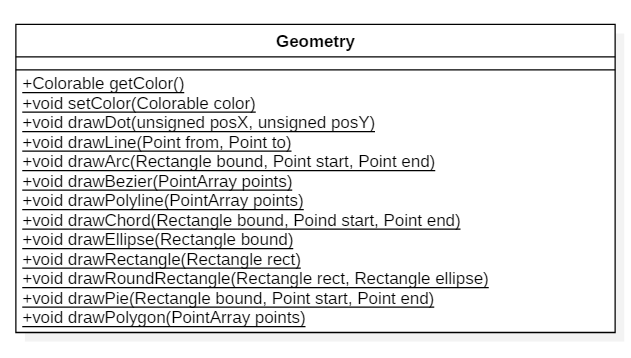 Geometry
+Colorable getColor()
+void setColor(Colorable color)
+void drawDot(unsigned posX, unsigned posY)
+void drawLine(Point from, Point to)
+void drawArc(Rectangle bound, Point start, Point end)
+void drawBezier(PointArray points)
+void drawPolyline(PointArray points)
+void drawChord(Rectangle bound, Poind start, Point end)
+void drawEllipse(Rectangle bound)
+void drawRectangle(Rectangle rect)
+void drawRoundRectangle(Rectangle rect, Rectangle ellipse)
+void drawPie(Rectangle bound, Point start, Point end)
+void drawPolygon(PointArray points)